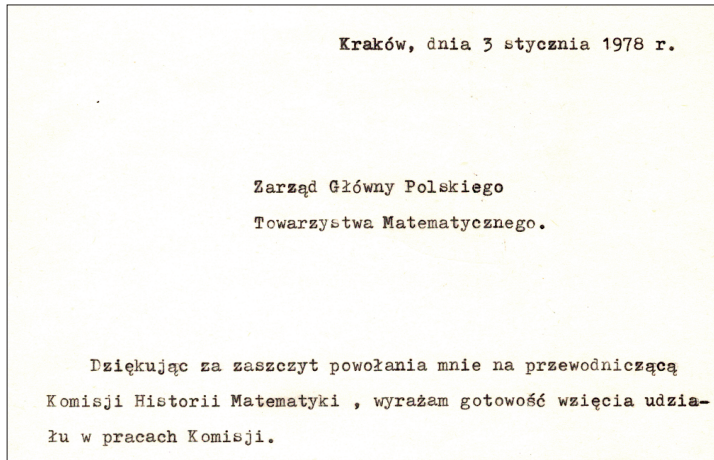 Kraków, dnia 3 stycznia 1978 r.
Zarząd Główny Polskiego
Towarzystwa Matematycznego.
Dziękując za zaszczyt powołania mnie na przewodniczącą
Komisji Historii Matematyki , wyrażam gotowość wzięcia udzia-
łu w pracach Komisji.